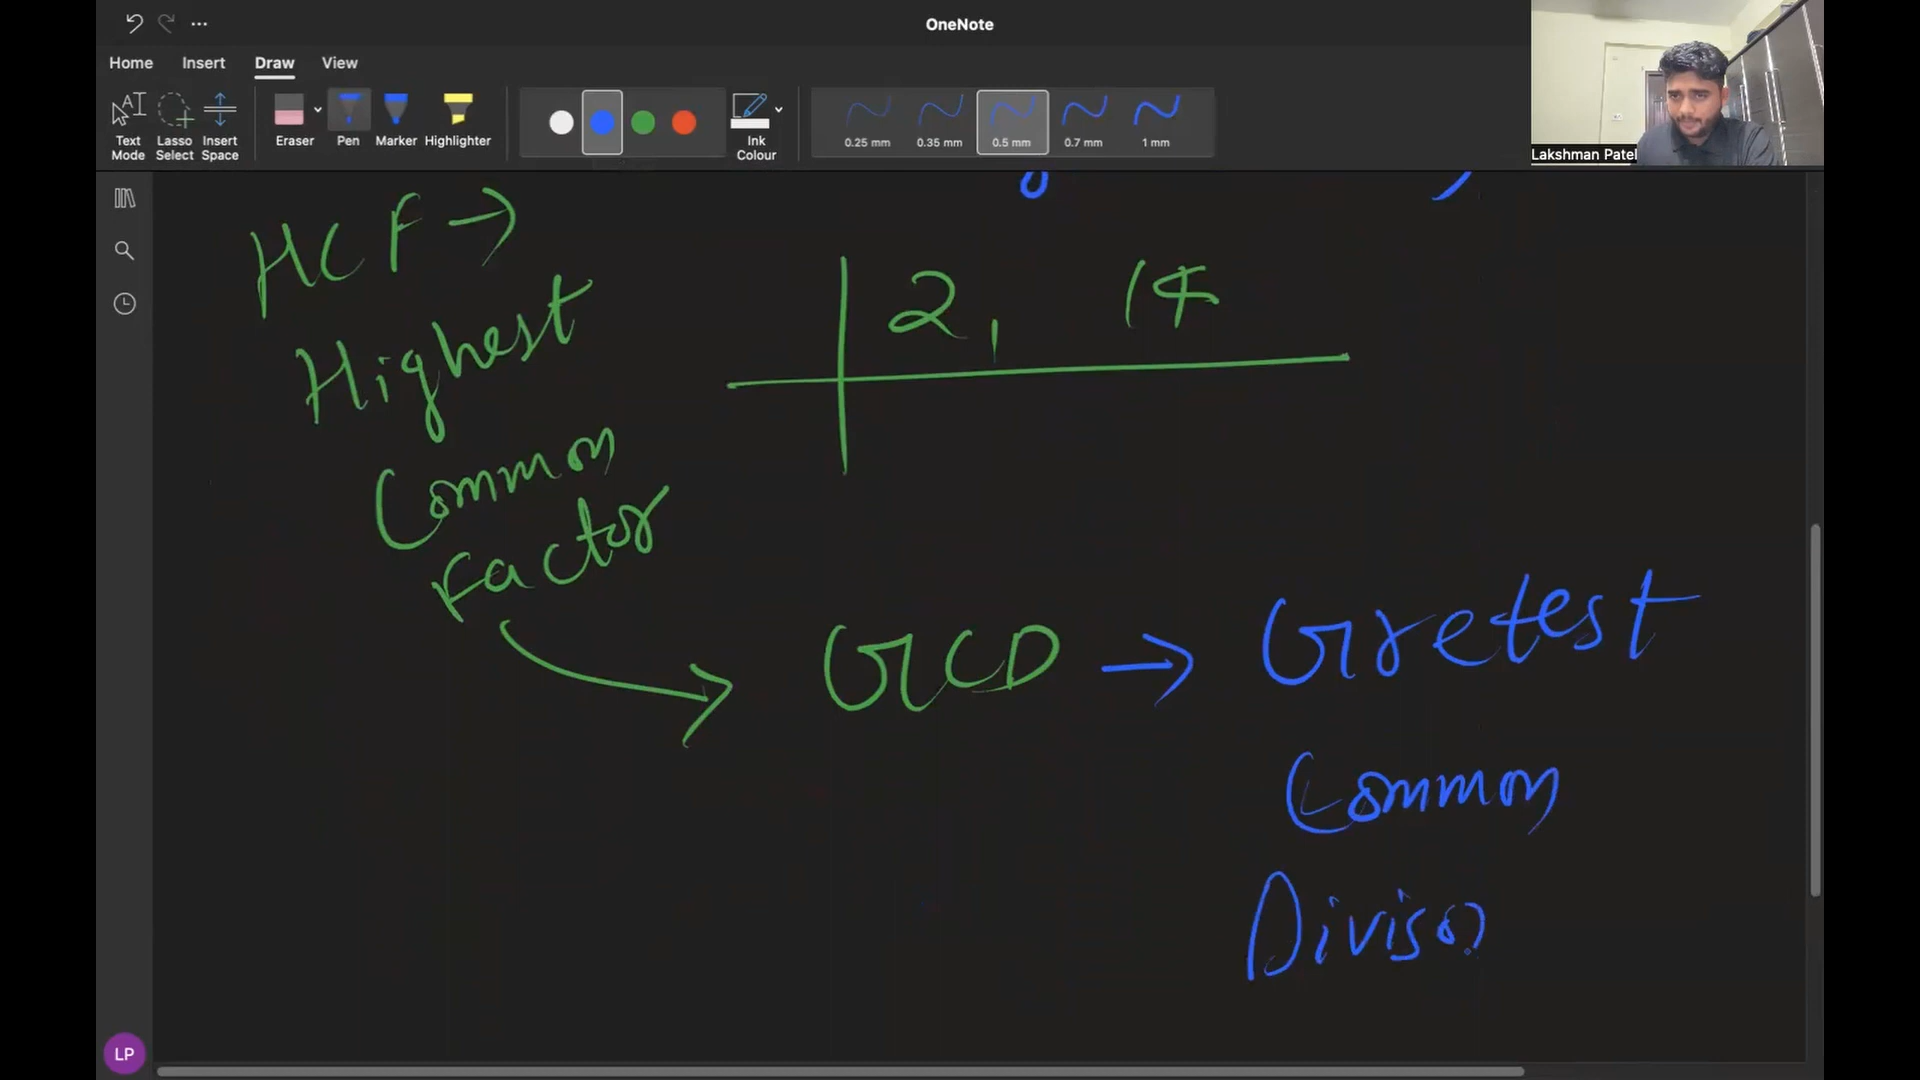 OneNote
Home Insert Draw View
Text Mode
Lasso Select
Insert Space
Eraser
Pen
Marker
Highlighter
Ink Colour
0.25 mm
0.35 mm
0.5 mm
0.7 mm
1 mm
Lakshman Patel
HCF →
Highest
Common
Factor
2, 14
GCD → Gretest
Common
Divisor
LP